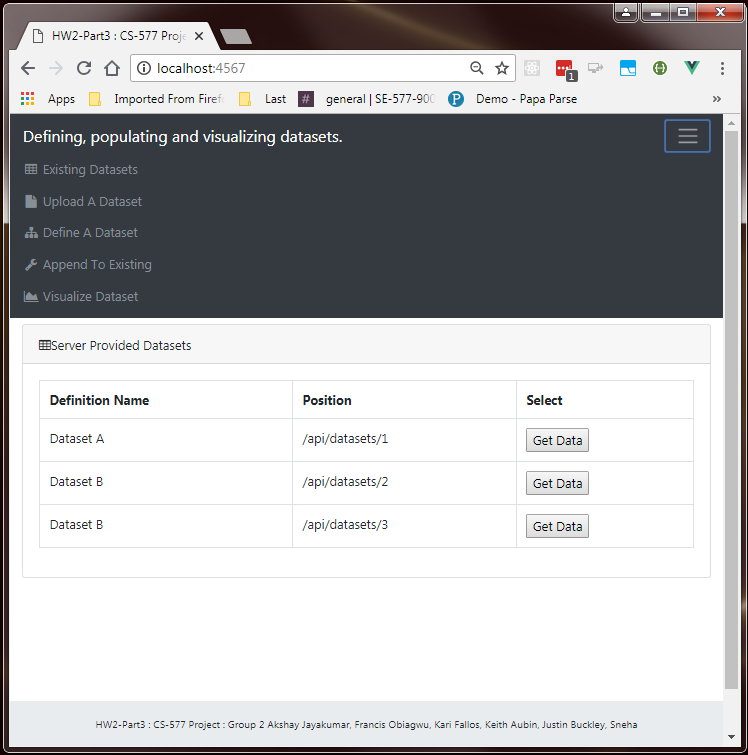 HW2-Part3 : CS-577 Proje
localhost:4567
1
Apps Imported From Firef Last # general | SE-577-900 P Demo - Papa Parse »
Defining, populating and visualizing datasets.
Existing Datasets
Upload A Dataset
Define A Dataset
Append To Existing
Visualize Dataset
Server Provided Datasets
Definition Name Position Select
Dataset A /api/datasets/1 Get Data
Dataset B /api/datasets/2 Get Data
Dataset B /api/datasets/3 Get Data
HW2-Part3 : CS-577 Project : Group 2 Akshay Jayakumar, Francis Obiagwu, Kari Fallos, Keith Aubin, Justin Buckley, Sneha